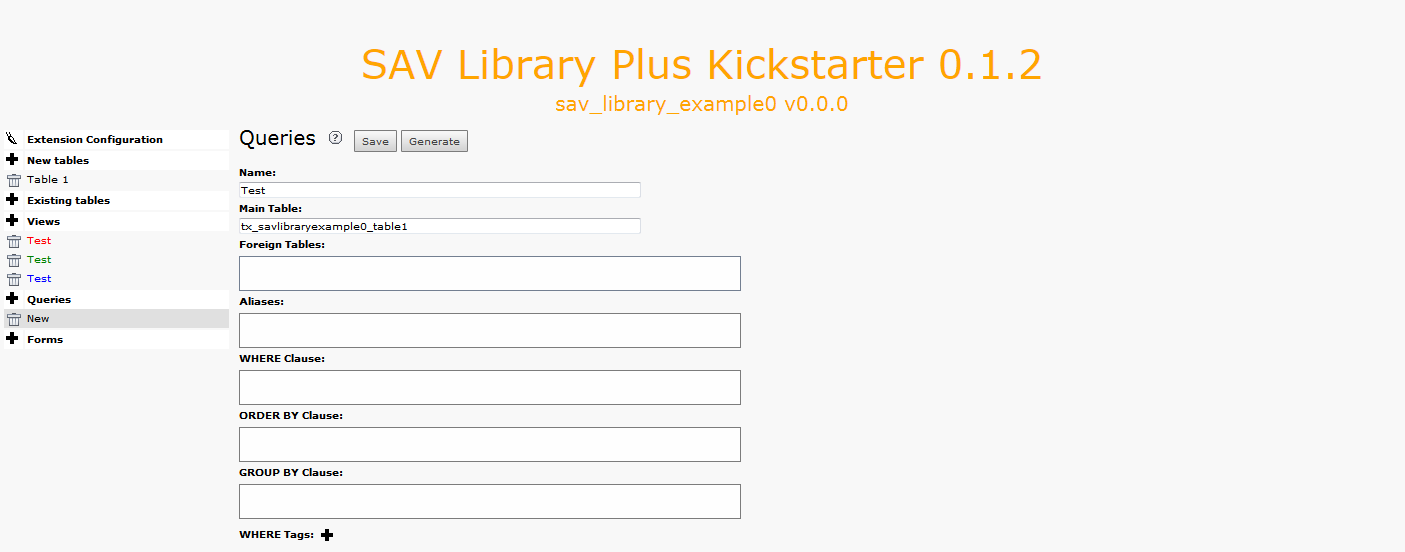 SAV Library Plus Kickstarter 0.1.2
sav_library_example0 v0.0.0
Extension Configuration
New tables
Table 1
Existing tables
Views
Test
Test
Test
Queries
New
Forms
Queries ? Save Generate
Name:
Test
Main Table:
tx_savlibraryexample0_table1
Foreign Tables:
Aliases:
WHERE Clause:
ORDER BY Clause:
GROUP BY Clause:
WHERE Tags: